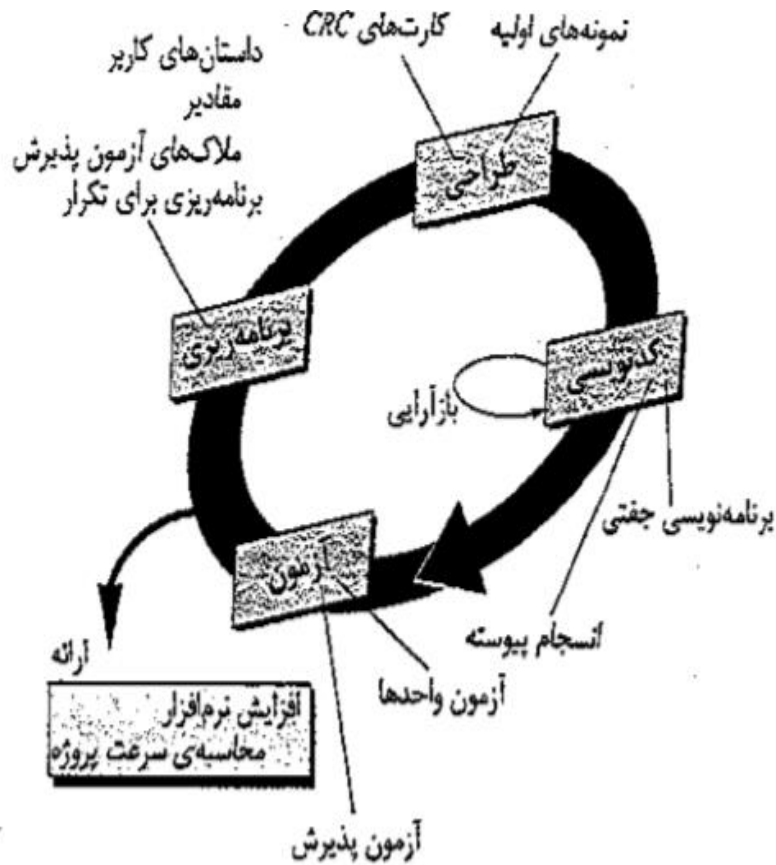 نمونه‌های اولیه
کارت‌های CRC
داستان‌های کاربر
مقادیر
ملاک‌های آزمون پذیرش
برنامه‌ریزی برای تکرار
طراحی
برنامه‌ریزی
کدنویسی
بازآرایی
برنامه‌نویسی جفتی
انسجام پیوسته
آزمون
آزمون واحدها
ارائه
افزایش نرم‌افزار
محاسبه‌ی سرعت پروژه
آزمون پذیرش